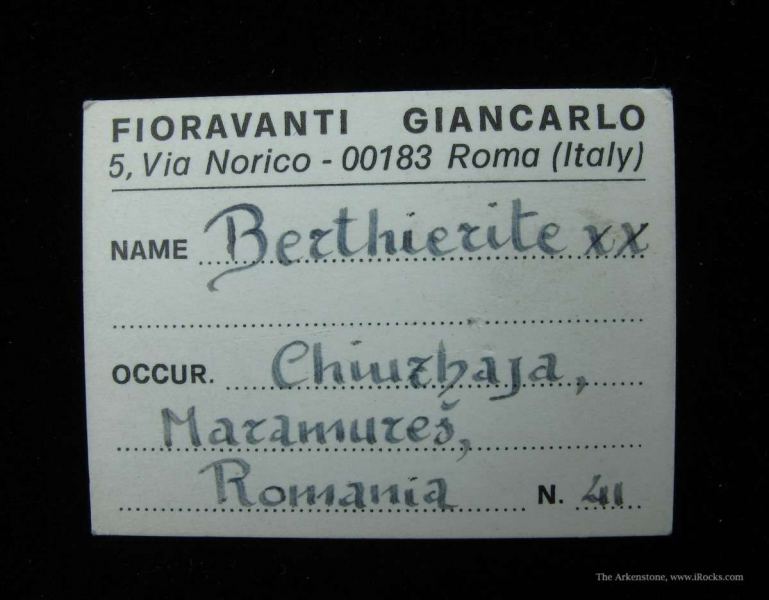 FIORAVANTI GIANCARLO
5, Via Norico - 00183 Roma (Italy)
NAME Berthierite xx
OCCUR. Chiuzbaja,
Maramureš,
Romania N. 411
The Arkenstone, www.iRocks.com